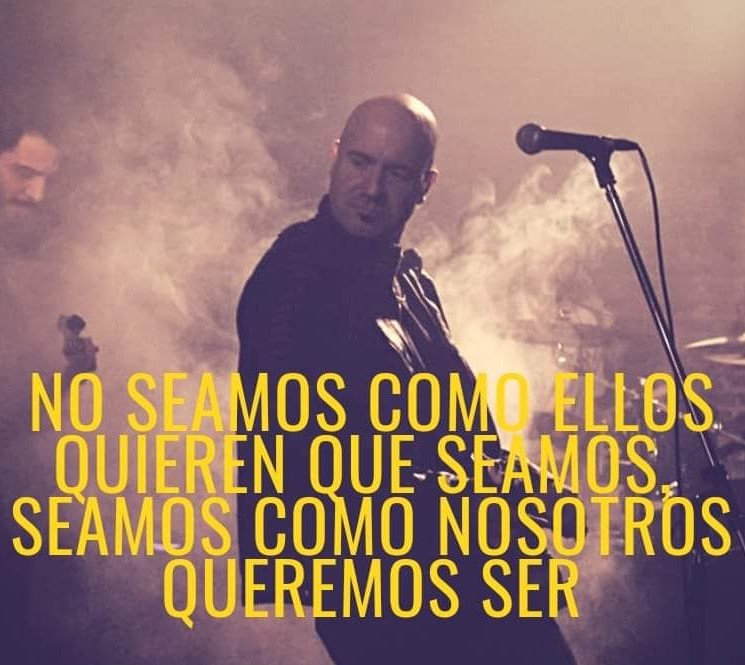 NO SEAMOS COMO ELLOS
QUIEREN QUE SEAMOS,
SEAMOS COMO NOSOTROS
QUEREMOS SER